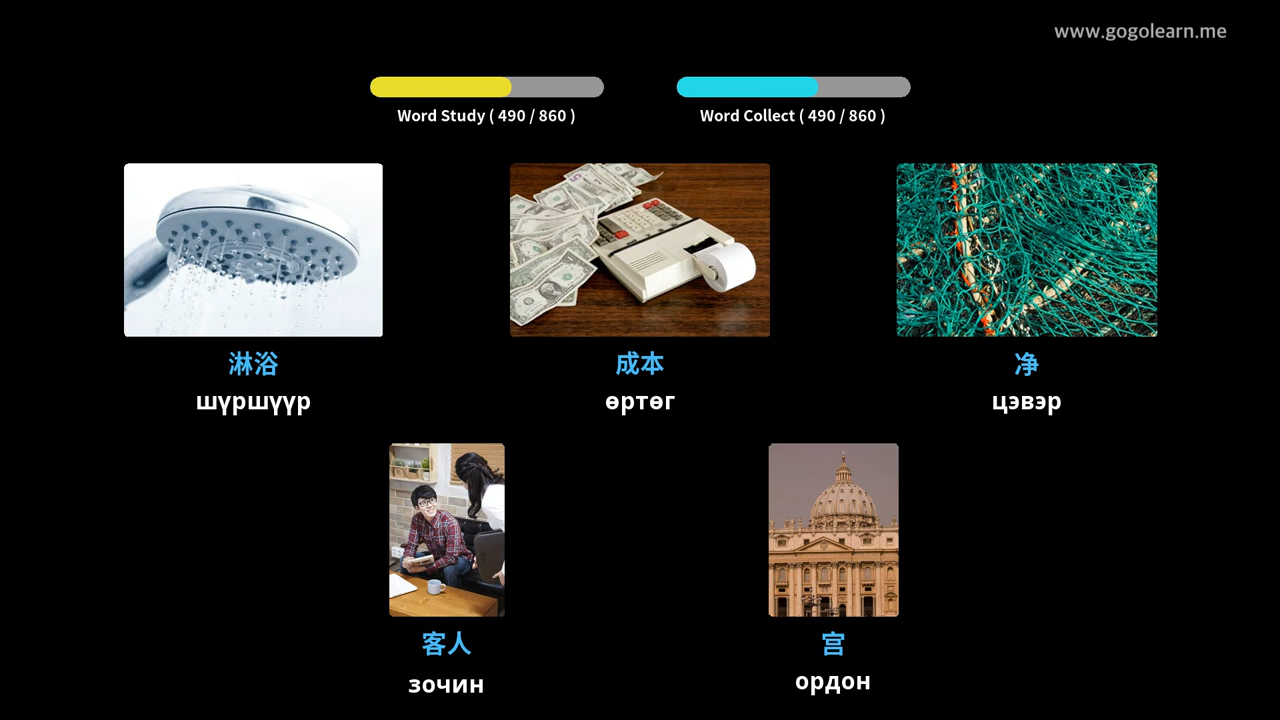 www.gogolearn.me
Word Study ( 490 / 860 )
Word Collect ( 490 / 860 )
淋浴
шүршүүр
成本
өртөг
净
цэвэр
客人
зочин
宫
ордон